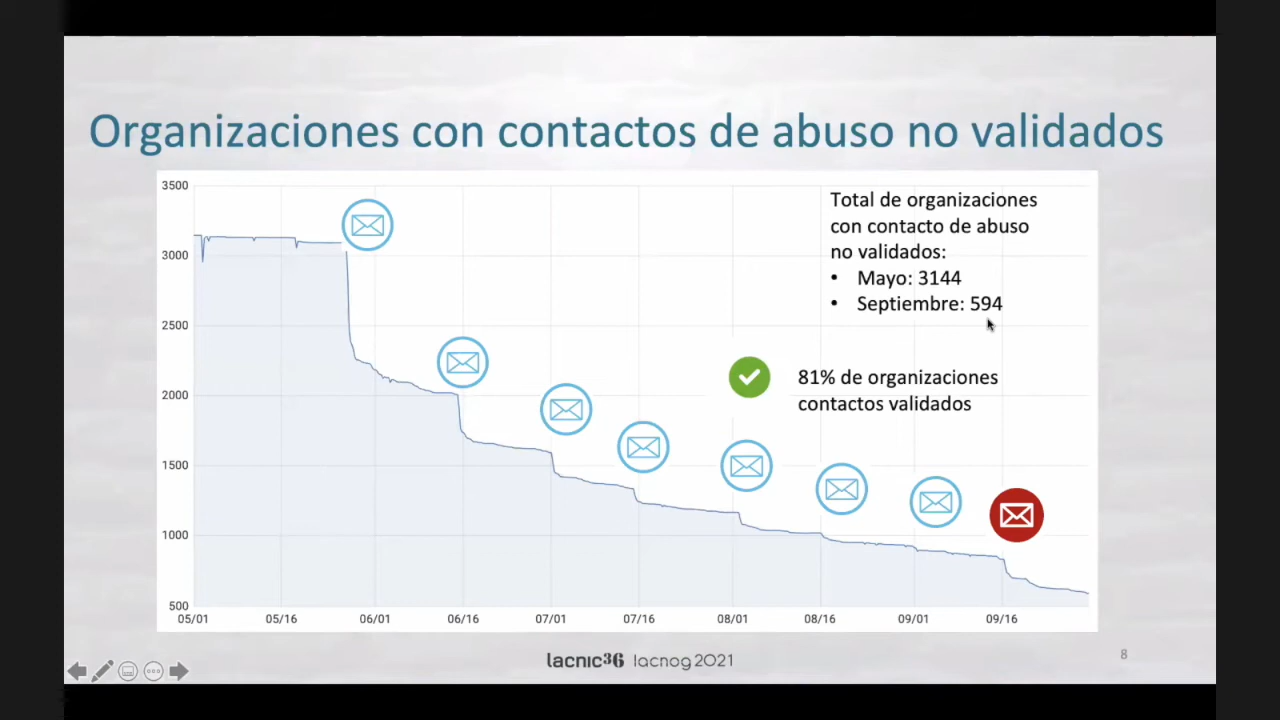 Organizaciones con contactos de abuso no validados
3500
3000
2500
2000
1500
1000
500
05/01
05/16
06/01
06/16
07/01
07/16
08/01
08/16
09/01
09/16
Total de organizaciones
con contacto de abuso
no validados:
• Mayo: 3144
• Septiembre: 594
81% de organizaciones
contactos validados
lacnic36 lacnog2021
8